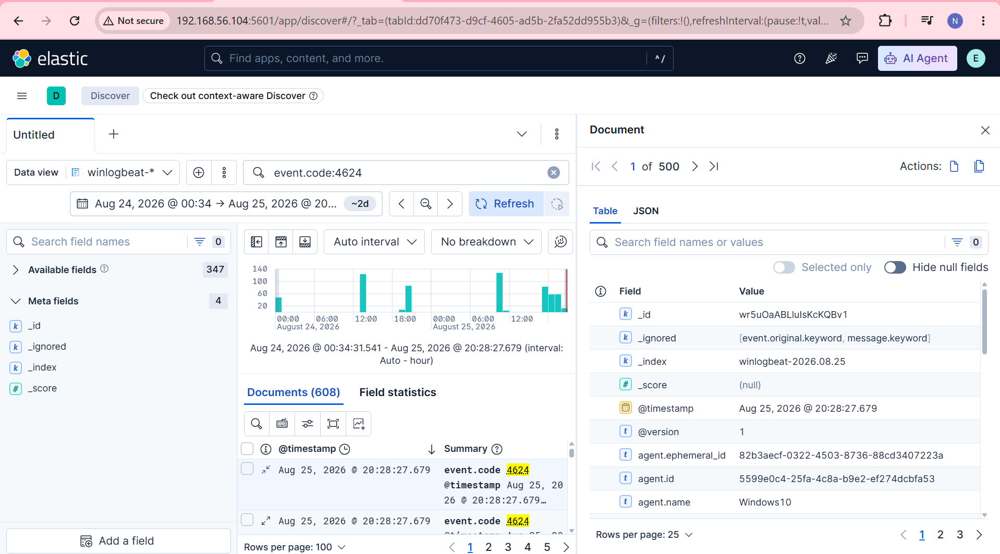 Not secure
192.168.56.104:5601/app/discover#/?_tab=(tabId:dd70f473-d9cf-4605-ad5b-2fa52dd955b3)&_g=(filters:!(),refreshInterval:(pause:!t,val...
N
elastic
Find apps, content, and more.
^ /
AI Agent
E
D
Discover
Check out context-aware Discover
Untitled
Data view
winlogbeat-*
event.code:4624
Aug 24, 2026 @ 00:34 → Aug 25, 2026 @ 20...
~2d
Refresh
Search field names
0
Available fields
347
Meta fields
4
k _id
k _ignored
k _index
# _score
Add a field
Auto interval
No breakdown
140
100
60
20
00:00 06:00 12:00 18:00 00:00 06:00 12:00
August 24, 2026 August 25, 2026
Aug 24, 2026 @ 00:34:31.541 - Aug 25, 2026 @ 20:28:27.679 (interval:
Auto - hour)
Documents (608)
Field statistics
@timestamp
Summary
Aug 25, 2026 @ 20:28:27.679
event.code 4624
@timestamp Aug 25, 20
26 @ 20:28:27.679…
Aug 25, 2026 @ 20:28:27.679
event.code 4624
Rows per page: 100
1 2 3 4 5
Document
1 of 500
Actions:
Table
JSON
Search field names or values
0
Selected only
Hide null fields
Field Value
k _id wr5uOaABLluIsKcKQBv1
k _ignored [event.original.keyword, message.keyword]
k _index winlogbeat-2026.08.25
# _score (null)
@timestamp Aug 25, 2026 @ 20:28:27.679
t @version 1
t agent.ephemeral_id 82b3aecf-0322-4503-8736-88cd3407223a
t agent.id 5599e0c4-25fa-4c8a-b9e2-ef274dcbfa53
t agent.name Windows10
Rows per page: 25
1 2 3